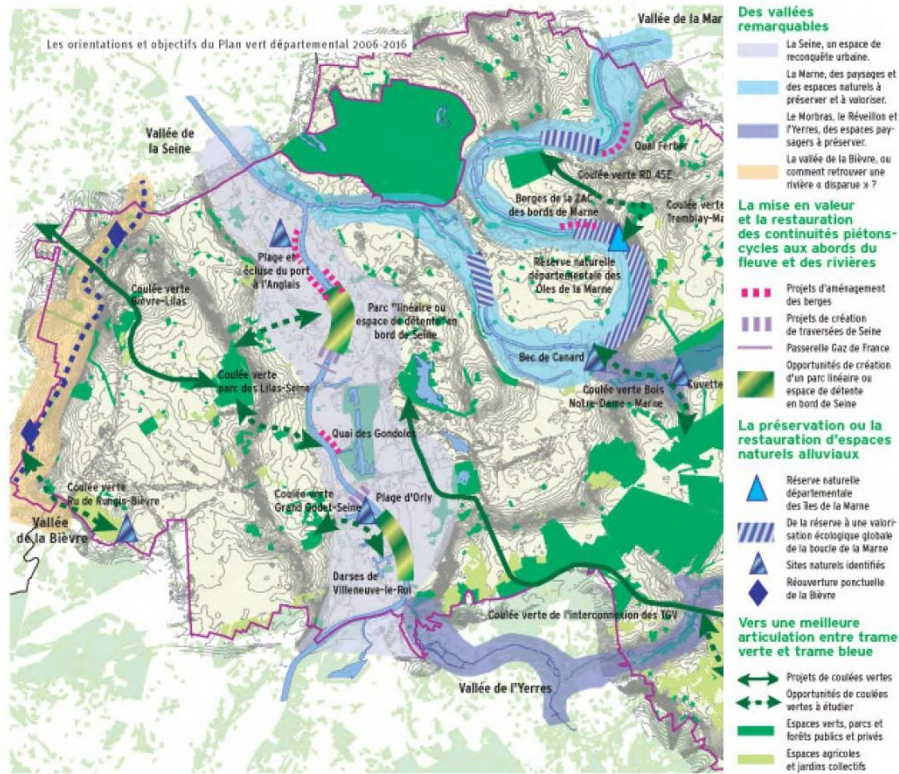 Les orientations et objectifs du Plan vert départemental 2006-2016
Vallée de la Mar
Vallée de
la Seine
Quai Ferber
Coulée verte RD 45E
Borges de la ZAC
des bords de Marne
Coulée verte
Tremblay-Ma
Plage et
écluse du port
à l'Anglais
Réserve naturelle
départementale des
Öles de la Marne
Coulée verte
Bièvre-Lilas
Parc "linéaire ou
espace de détente" en
bord de Seine
Bec de Canard
Coulée verte
parc des Lilas-Seine
Coulée verte Bois
Notre-Dame - Marne
Cuvette
Quai des Gondoles
Coulée verte
Ru de Rungis-Bièvre
Coulée verte
Grand Godet-Seine
Plage d'Orly
Vallée
de la Bièvre
Darses de
Villeneuve-le-Roi
Coulée verte de l'interconnexion des TGV
Vallée de l'Yerres
Des vallées
remarquables
La Seine, un espace de
reconquête urbaine.
La Marne, des paysages et
des espaces naturels à
préserver et à valoriser.
Le Morbras, le Réveillon et
l'Yerres, des espaces pay-
sagers à préserver.
La vallée de la Bièvre, ou
comment retrouver une
rivière « disparue » ?
La mise en valeur
et la restauration
des continuités piétons-
cycles aux abords du
fleuve et des rivières
Projets d'aménagement
des berges
Projets de création
de traversées de Seine
Passerelle Gaz de France
Opportunités de création
d'un parc linéaire ou
espace de détente
en bord de Seine
La préservation ou la
restauration d'espaces
naturels alluviaux
Réserve naturelle
départementale
des îles de la Marne
De la réserve à une valori-
sation écologique globale
de la boucle de la Marne
Sites naturels identifiés
Réouverture ponctuelle
de la Bièvre
Vers une meilleure
articulation entre trame
verte et trame bleue
Projets de coulées vertes
Opportunités de coulées
vertes à étudier
Espaces verts, parcs et
forêts publics et privés
Espaces agricoles
et jardins collectifs